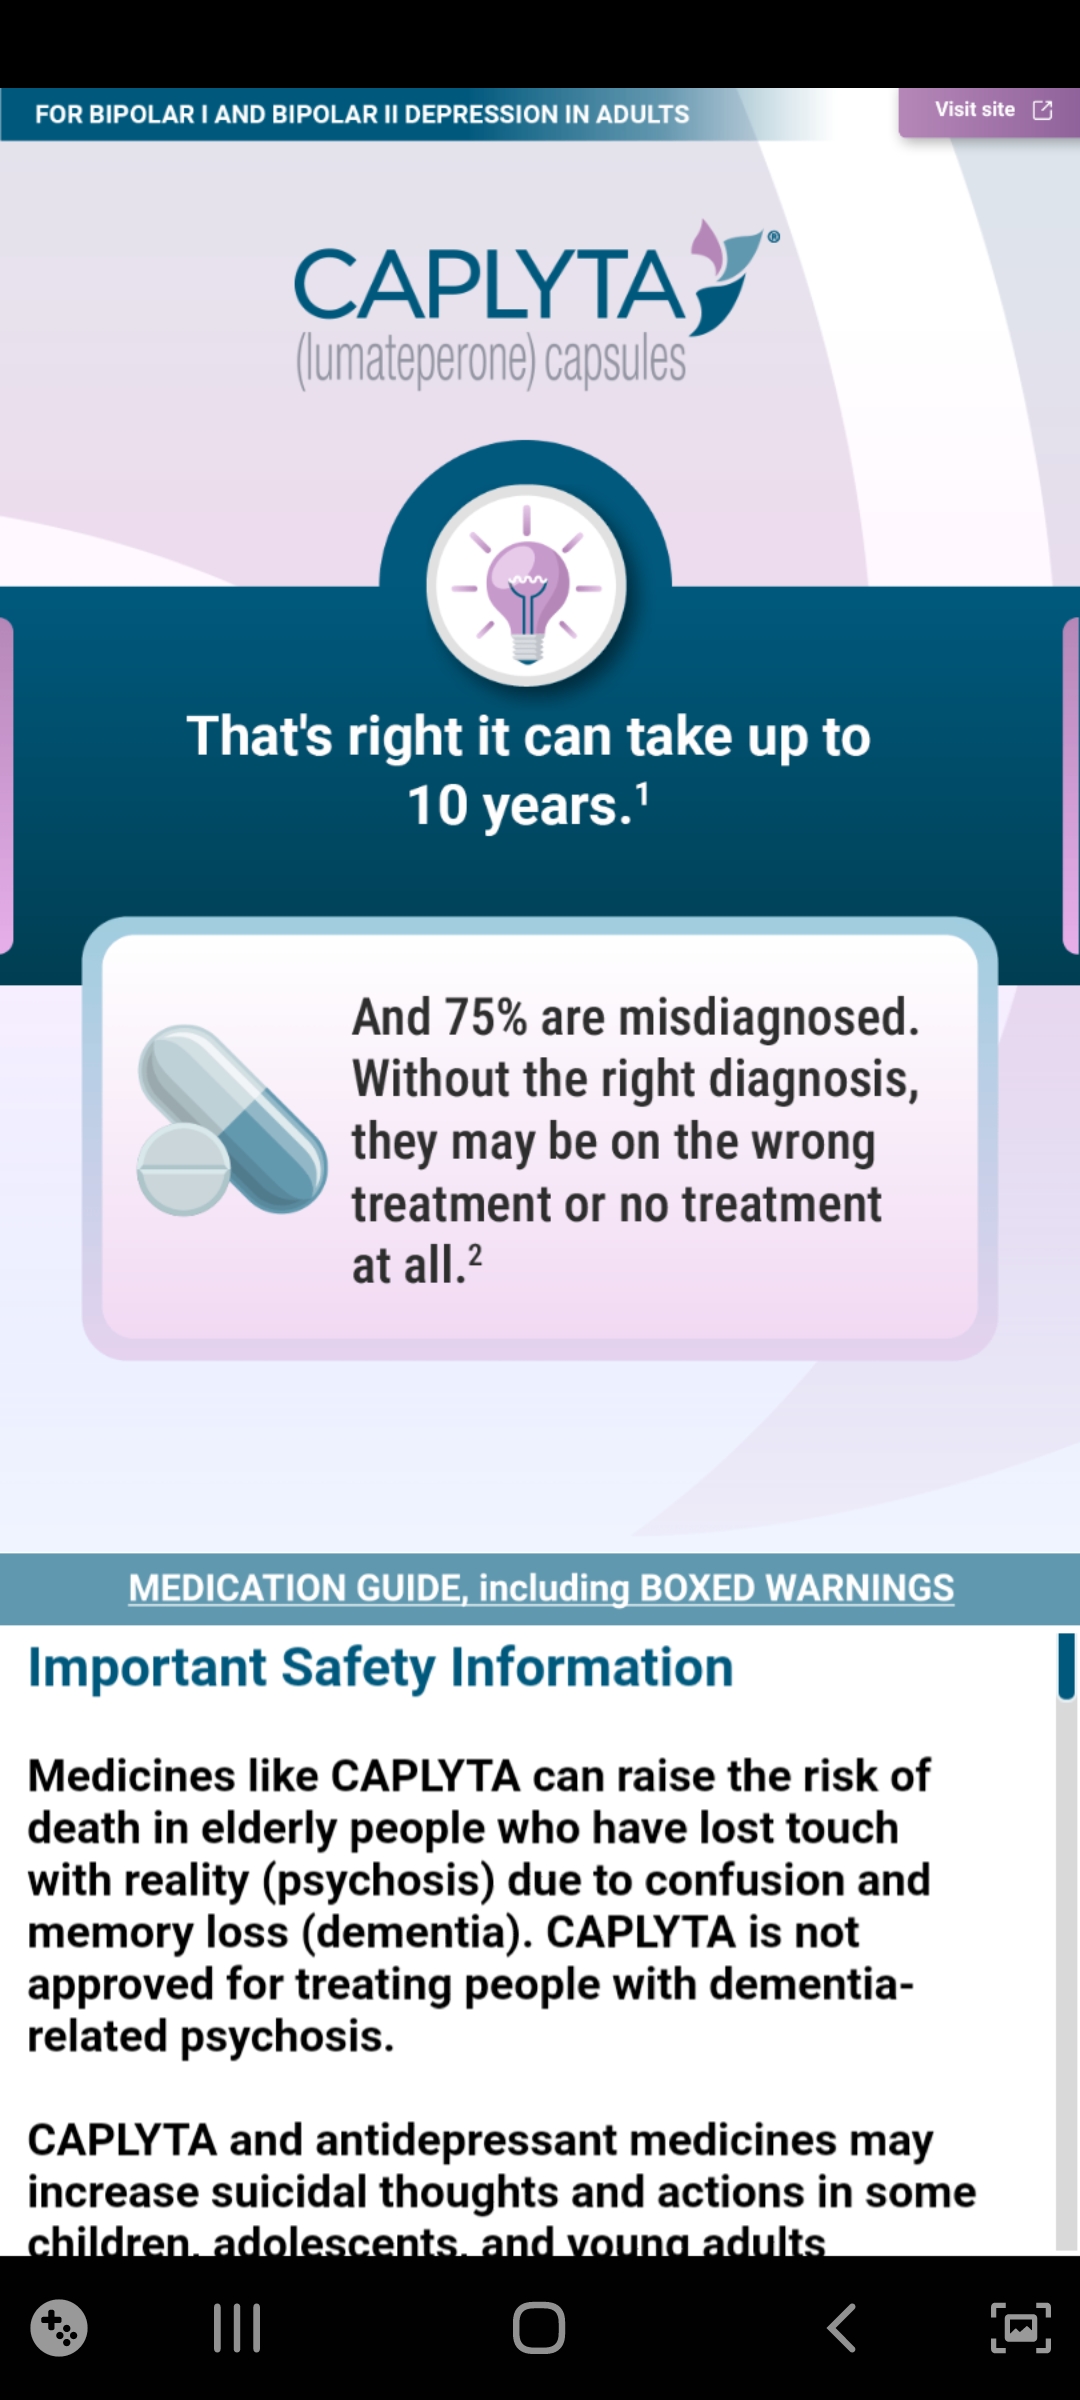 FOR BIPOLAR I AND BIPOLAR II DEPRESSION IN ADULTS
Visit site
CAPLYTA®
(lumateperone) capsules
That's right it can take up to
10 years.¹
And 75% are misdiagnosed.
Without the right diagnosis,
they may be on the wrong
treatment or no treatment
at all.²
MEDICATION GUIDE, including BOXED WARNINGS
Important Safety Information
Medicines like CAPLYTA can raise the risk of
death in elderly people who have lost touch
with reality (psychosis) due to confusion and
memory loss (dementia). CAPLYTA is not
approved for treating people with dementia-
related psychosis.
CAPLYTA and antidepressant medicines may
increase suicidal thoughts and actions in some
children, adolescents, and young adults